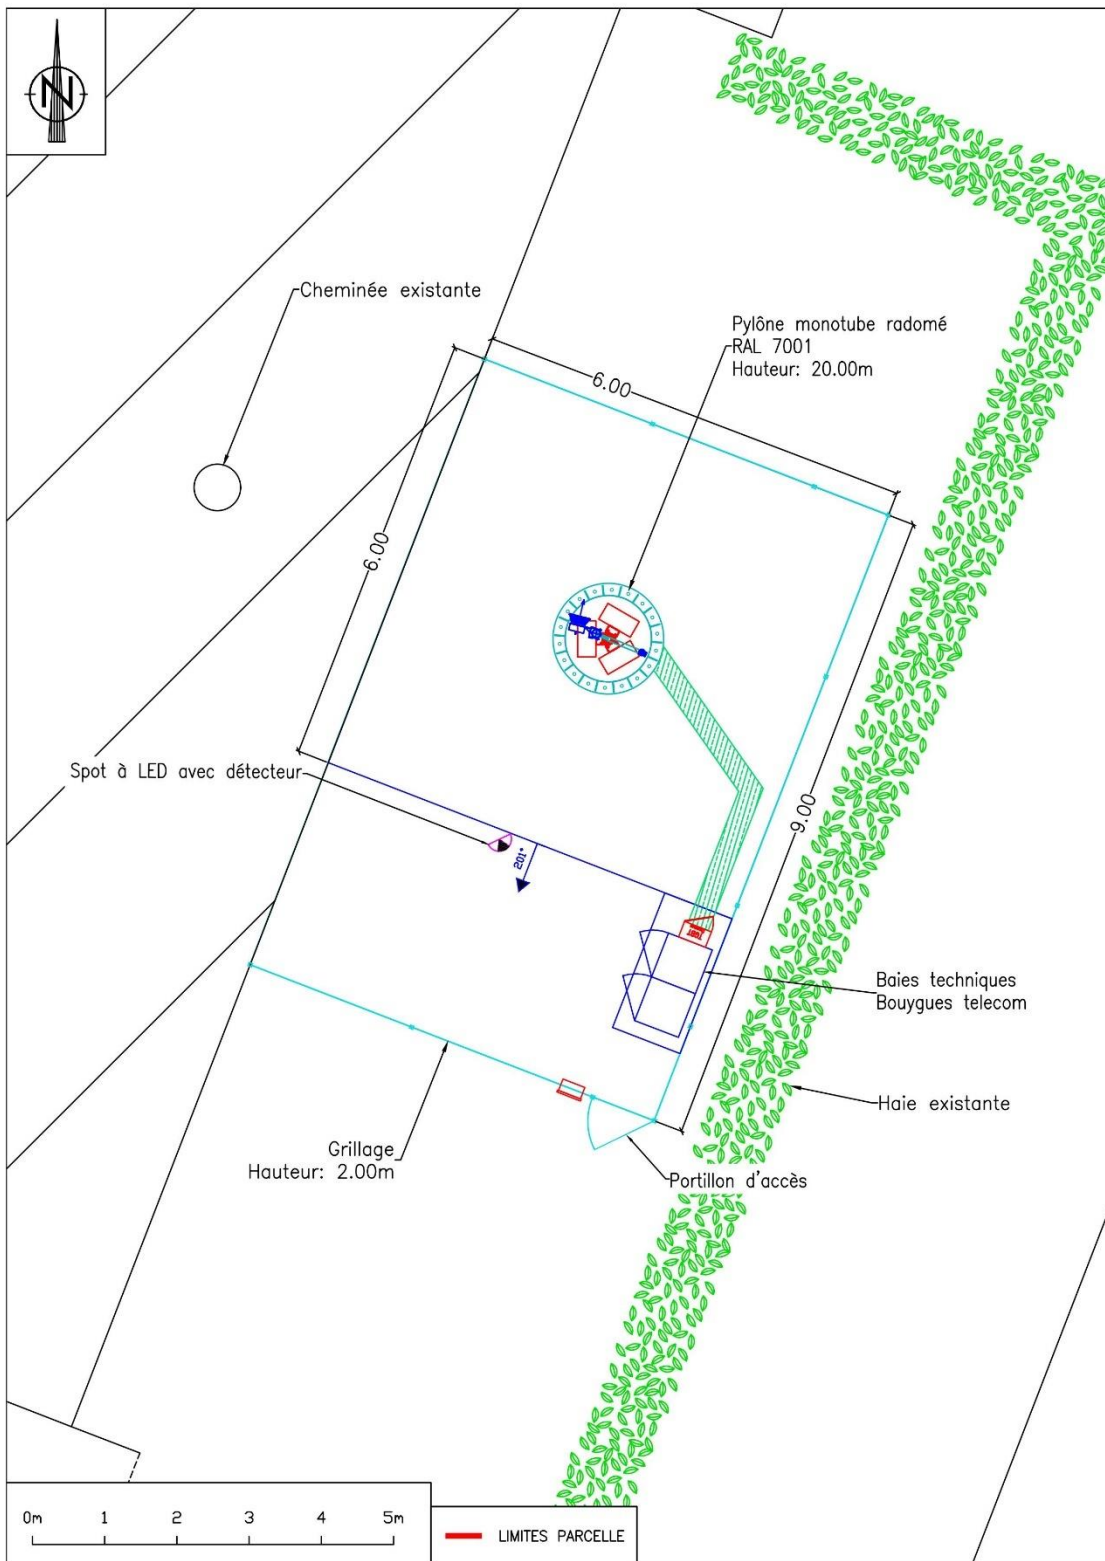 N
Cheminée existante
Pylône monotube radomé
RAL 7001
Hauteur: 20.00m
6.00
6.00
Spot à LED avec détecteur
201°
9.00
TGBT
Baies techniques
Bouygues telecom
Haie existante
Grillage
Hauteur: 2.00m
Portillon d'accès
0m 1 2 3 4 5m
LIMITES PARCELLE